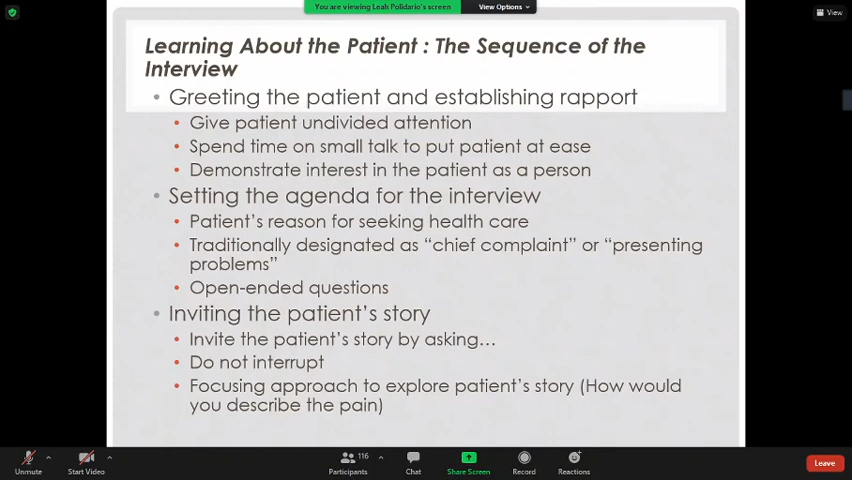 You are viewing Leah Polidario's screen
View Options
View
Learning About the Patient : The Sequence of the
Interview
• Greeting the patient and establishing rapport
• Give patient undivided attention
• Spend time on small talk to put patient at ease
• Demonstrate interest in the patient as a person
• Setting the agenda for the interview
• Patient's reason for seeking health care
• Traditionally designated as “chief complaint” or “presenting
problems”
• Open-ended questions
• Inviting the patient's story
• Invite the patient's story by asking…
• Do not interrupt
• Focusing approach to explore patient's story (How would
you describe the pain)
Unmute
Start Video
116
Participants
Chat
Share Screen
Record
Reactions
Leave